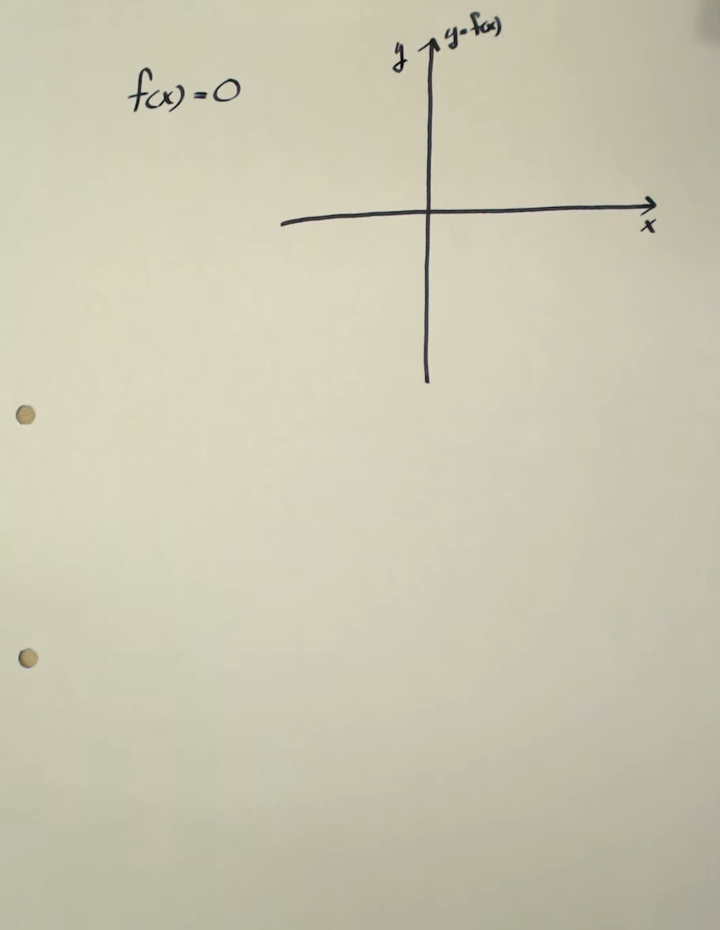 y=f(x)
y
f(x)=0
x